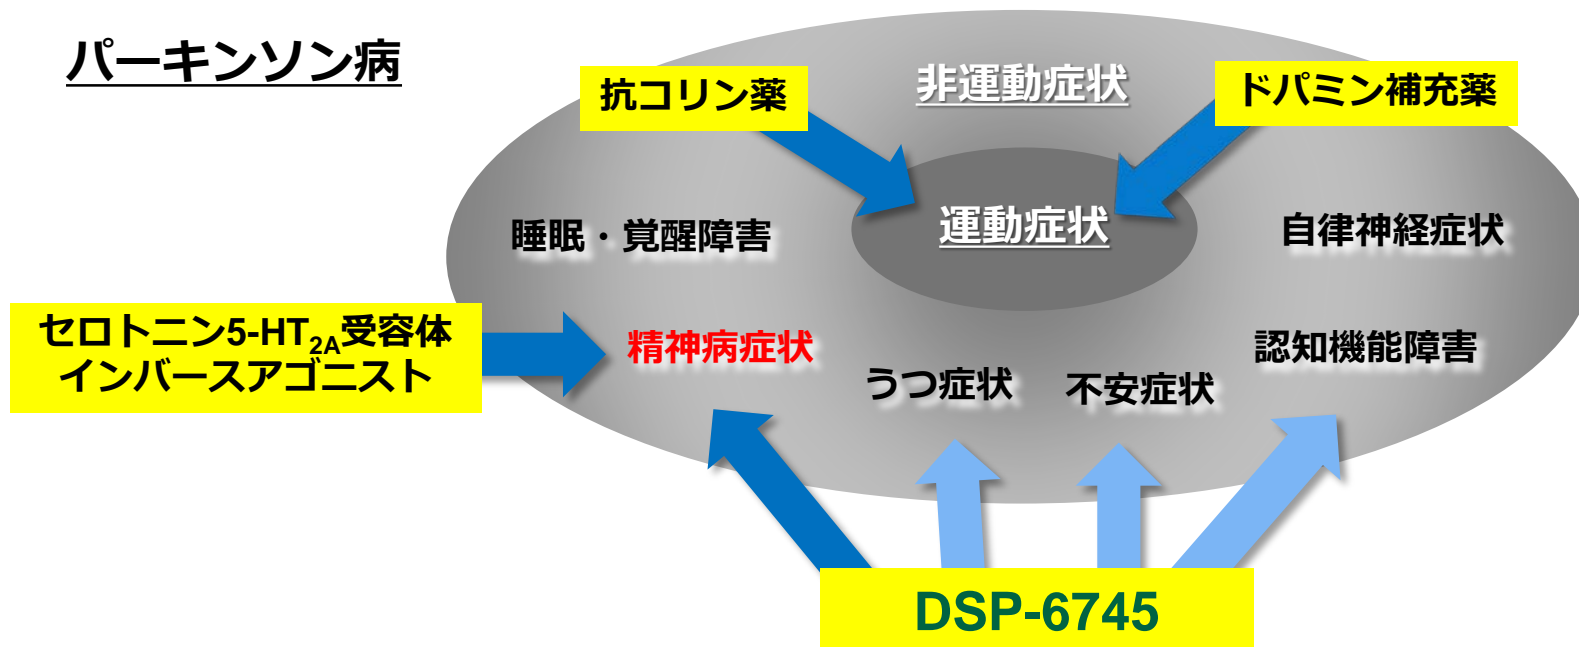 パーキンソン病
抗コリン薬
非運動症状
ドパミン補充薬
運動症状
睡眠・覚醒障害
自律神経症状
セロトニン5-HT2A受容体
インバースアゴニスト
精神病症状
うつ症状
不安症状
認知機能障害
DSP-6745